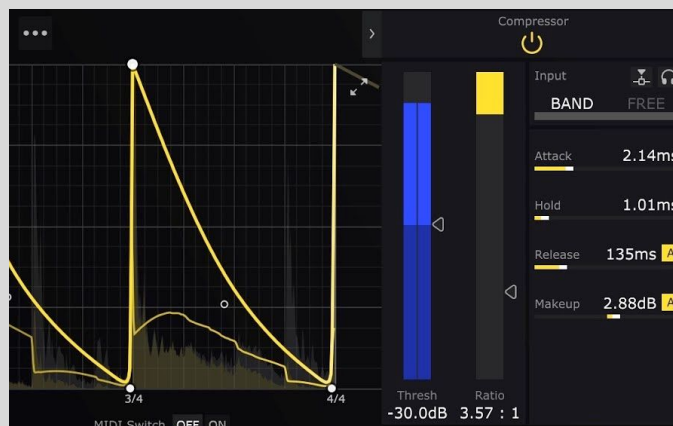 Compressor
Input
BAND FREE
Attack 2.14ms
Hold 1.01ms
Release 135ms A
Makeup 2.88dB A
3/4 4/4
Thresh Ratio
-30.0dB 3.57 : 1
MIDI Switch OFF ON